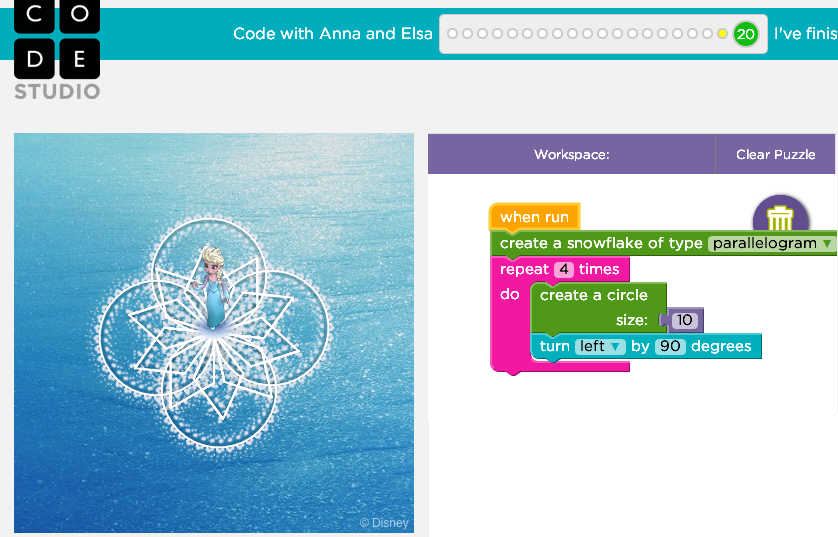 C O
D E
STUDIO
Code with Anna and Elsa
20
I've finis
Workspace:
Clear Puzzle
when run
create a snowflake of type parallelogram
repeat 4 times
do
create a circle
size: 10
turn left by 90 degrees
© Disney